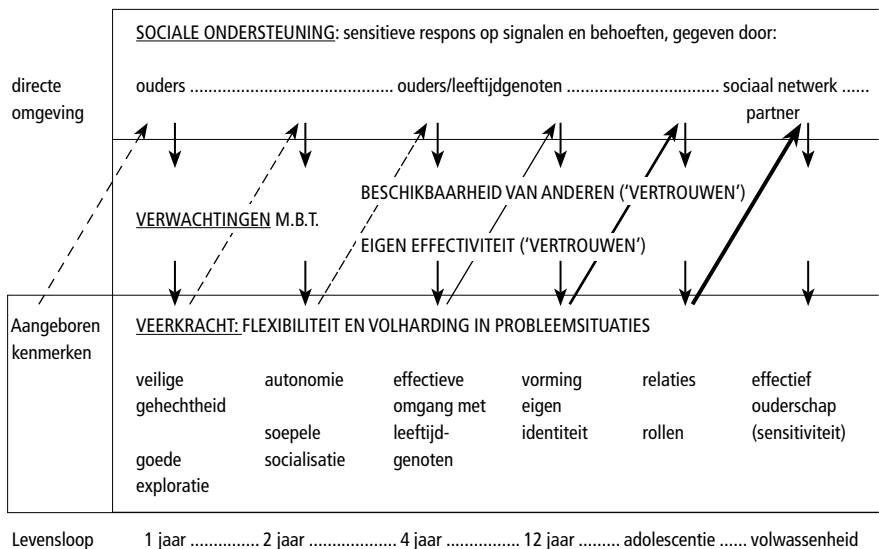 SOCIALE ONDERSTEUNING: sensitieve respons op signalen en behoeften, gegeven door:
directe omgeving
ouders ............................................ ouders/leeftijdgenoten ................................. sociaal netwerk ......
partner
BESCHIKBAARHEID VAN ANDEREN ('VERTROUWEN')
VERWACHTINGEN M.B.T.
EIGEN EFFECTIVITEIT ('VERTROUWEN')
Aangeboren
kenmerken
VEERKRACHT: FLEXIBILITEIT EN VOLHARDING IN PROBLEEMSITUATIES
veilige
gehechtheid
goede
exploratie
autonomie
soepele
socialisatie
effectieve
omgang met
leeftijd-
genoten
vorming
eigen
identiteit
relaties
rollen
effectief
ouderschap
(sensitiviteit)
Levensloop 1 jaar ............... 2 jaar ................... 4 jaar ............... 12 jaar ......... adolescentie ...... volwassenheid